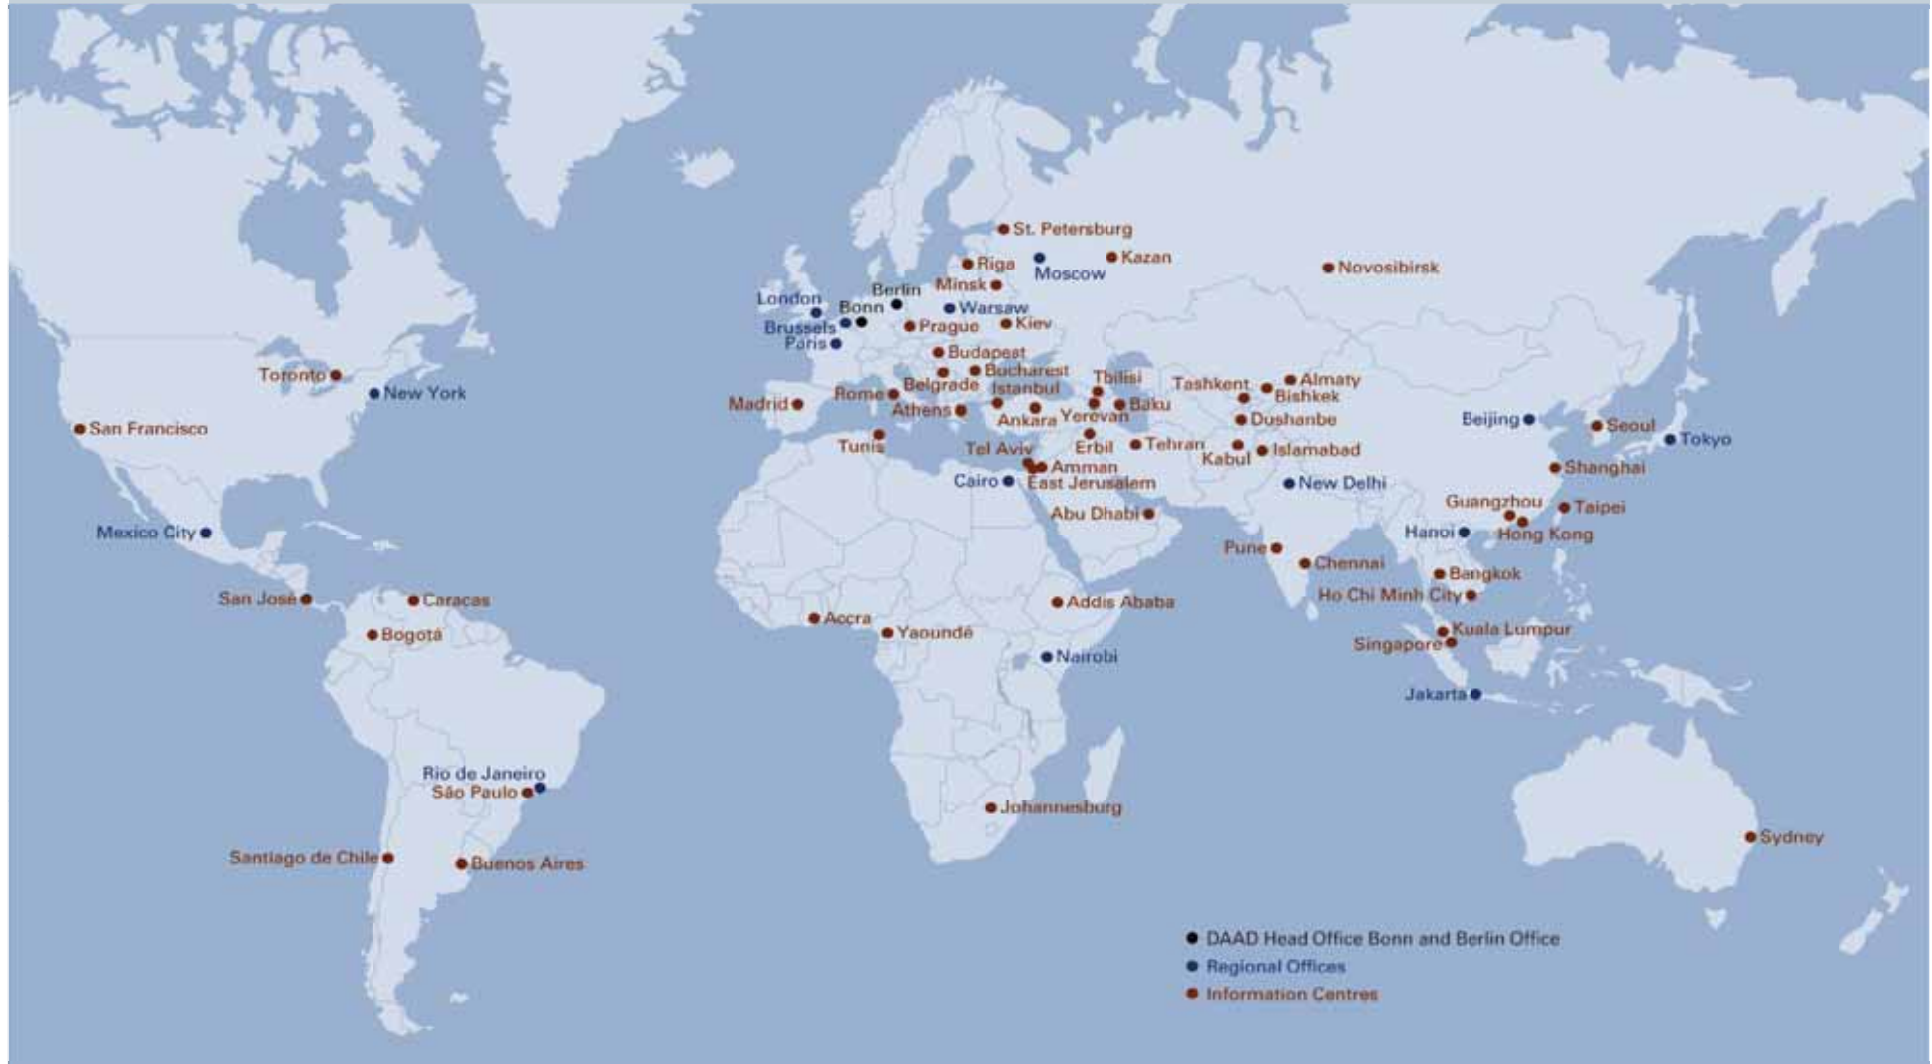 St. Petersburg
Riga
Moscow
Kazan
Novosibirsk
Minsk
Berlin
London
Bonn
Warsaw
Brussels
Prague
Kiev
Paris
Budapest
Toronto
New York
Belgrade
Bucharest
Istanbul
Tbilisi
Tashkent
Almaty
Bishkek
Madrid
Rome
Athens
Ankara
Yerevan
Baku
Dushanbe
Beijing
Seoul
Tokyo
San Francisco
Tunis
Tel Aviv
Erbil
Tehran
Kabul
Islamabad
Amman
East Jerusalem
Shanghai
Cairo
New Delhi
Abu Dhabi
Guangzhou
Taipei
Mexico City
Hanoi
Hong Kong
Pune
Chennai
Bangkok
San José
Caracas
Ho Chi Minh City
Addis Ababa
Accra
Yaoundé
Bogotá
Kuala Lumpur
Singapore
Nairobi
Jakarta
Rio de Janeiro
São Paulo
Johannesburg
Sydney
Santiago de Chile
Buenos Aires
DAAD Head Office Bonn and Berlin Office
Regional Offices
Information Centres